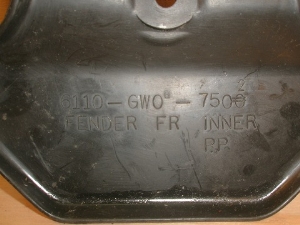 110-GW0-7500
FENDER FR INNER
PP